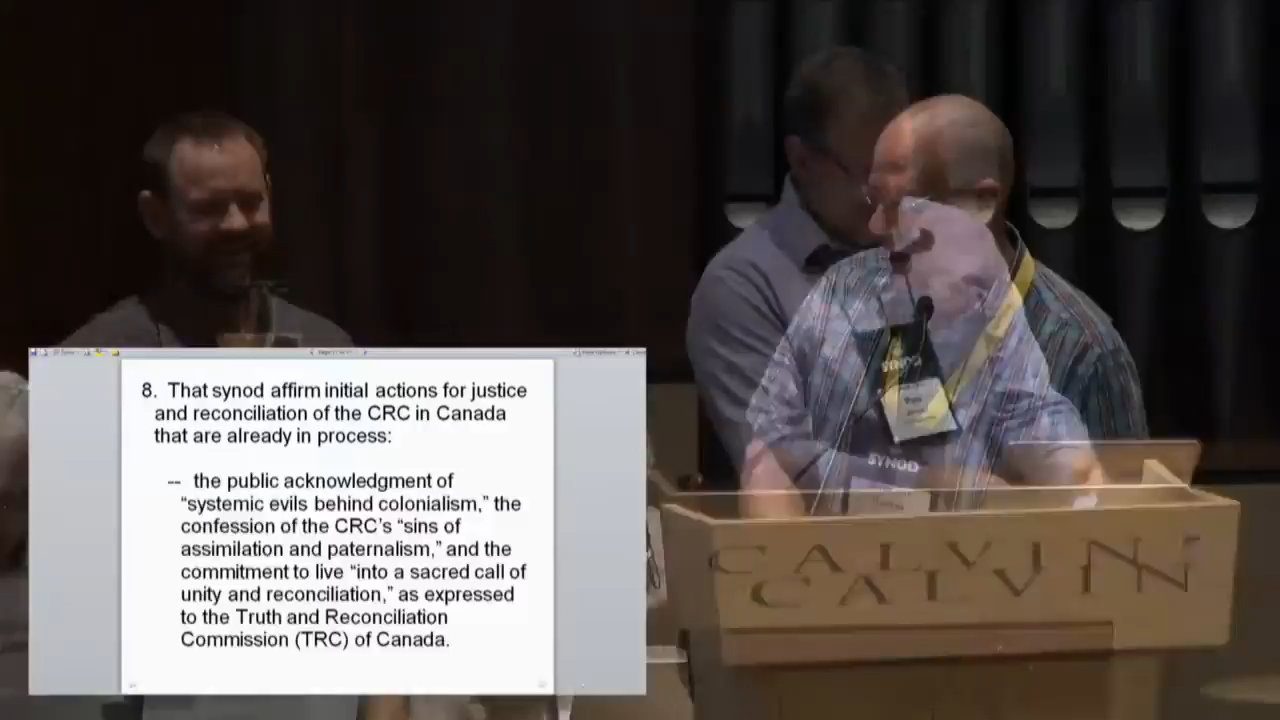 8. That synod affirm initial actions for justice
and reconciliation of the CRC in Canada
that are already in process:
-- the public acknowledgment of
“systemic evils behind colonialism,” the
confession of the CRC’s “sins of
assimilation and paternalism,” and the
commitment to live “into a sacred call of
unity and reconciliation,” as expressed
to the Truth and Reconciliation
Commission (TRC) of Canada.
SYNOD
SYNOD
CALVIN
CALVIN